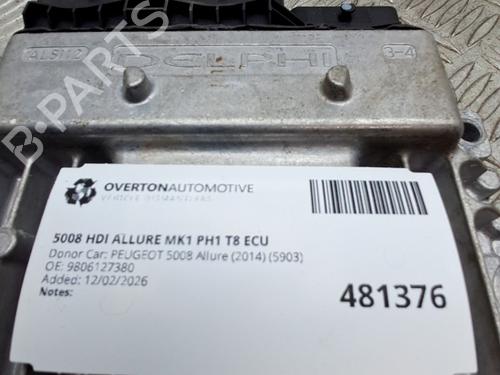 ALSI12 DELPHI 3-4
B-PARTS
OVERTONAUTOMOTIVE
VEHICLE DISMANTLERS
5008 HDI ALLURE MK1 PH1 T8 ECU
Donor Car: PEUGEOT 5008 Allure (2014) (5903)
OE: 9806127380
Added: 12/02/2026
Notes:
481376